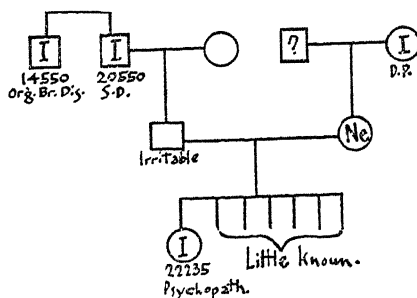 I I ? I
14550 20550 D.P.
Org. Br. Dis. S.D.
Ne
Irritable
I Little Known.
22235
Psychopath.